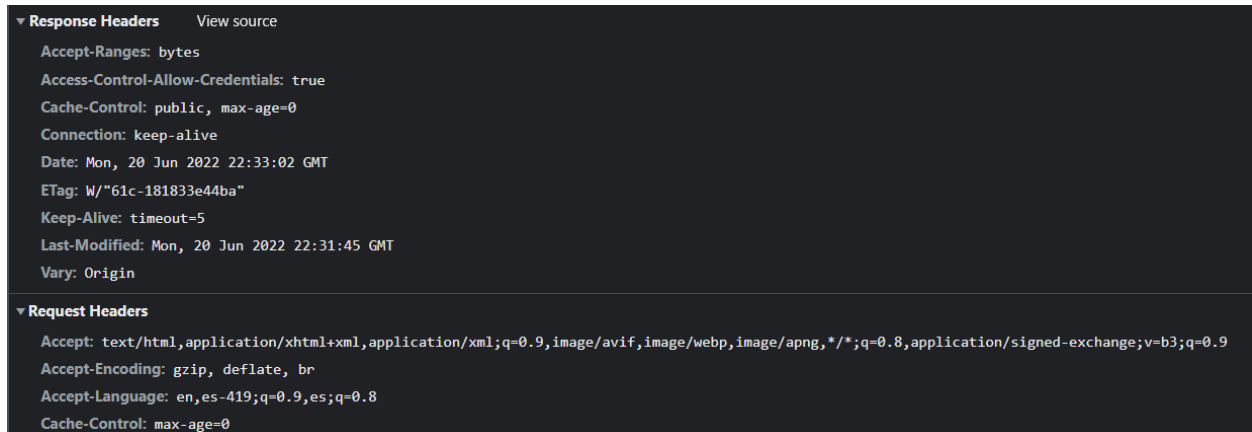 Response Headers View source
Accept-Ranges: bytes
Access-Control-Allow-Credentials: true
Cache-Control: public, max-age=0
Connection: keep-alive
Date: Mon, 20 Jun 2022 22:33:02 GMT
ETag: W/"61c-181833e44ba"
Keep-Alive: timeout=5
Last-Modified: Mon, 20 Jun 2022 22:31:45 GMT
Vary: Origin
Request Headers
Accept: text/html,application/xhtml+xml,application/xml;q=0.9,image/avif,image/webp,image/apng,*/*;q=0.8,application/signed-exchange;v=b3;q=0.9
Accept-Encoding: gzip, deflate, br
Accept-Language: en,es-419;q=0.9,es;q=0.8
Cache-Control: max-age=0